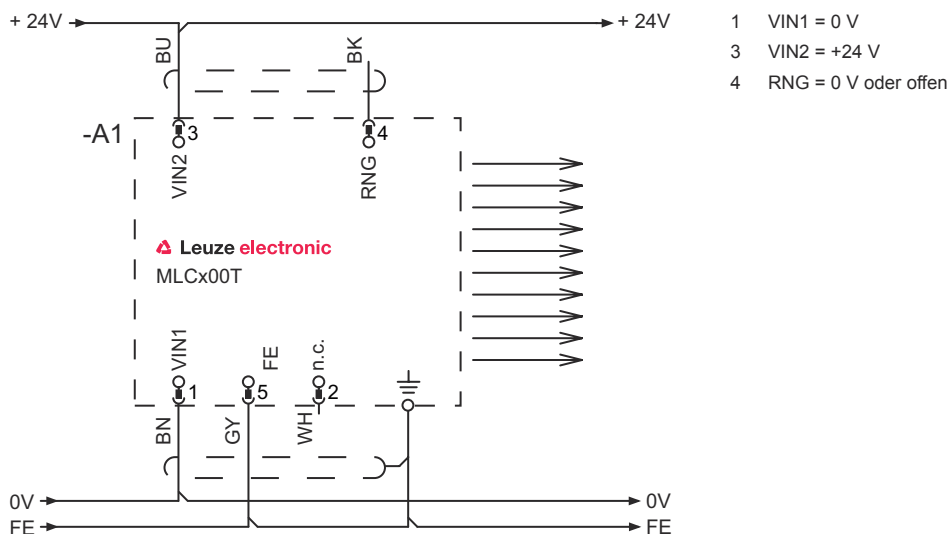 + 24V
+ 24V
BU
BK
-A1
3
4
VIN2
RNG
Leuze electronic
MLCx00T
VIN1
FE
n.c.
1
5
2
BN
GY
WH
0V
0V
FE
FE
1 VIN1 = 0 V
3 VIN2 = +24 V
4 RNG = 0 V oder offen